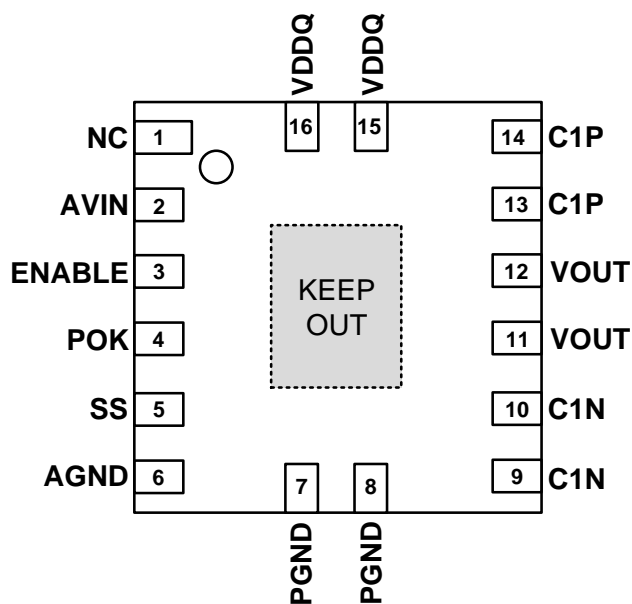 VDDQ VDDQ
16 15
NC 1
14 C1P
AVIN 2
13 C1P
ENABLE 3
12 VOUT
KEEP
OUT
POK 4
11 VOUT
SS 5
10 C1N
AGND 6
9 C1N
7 8
PGND PGND